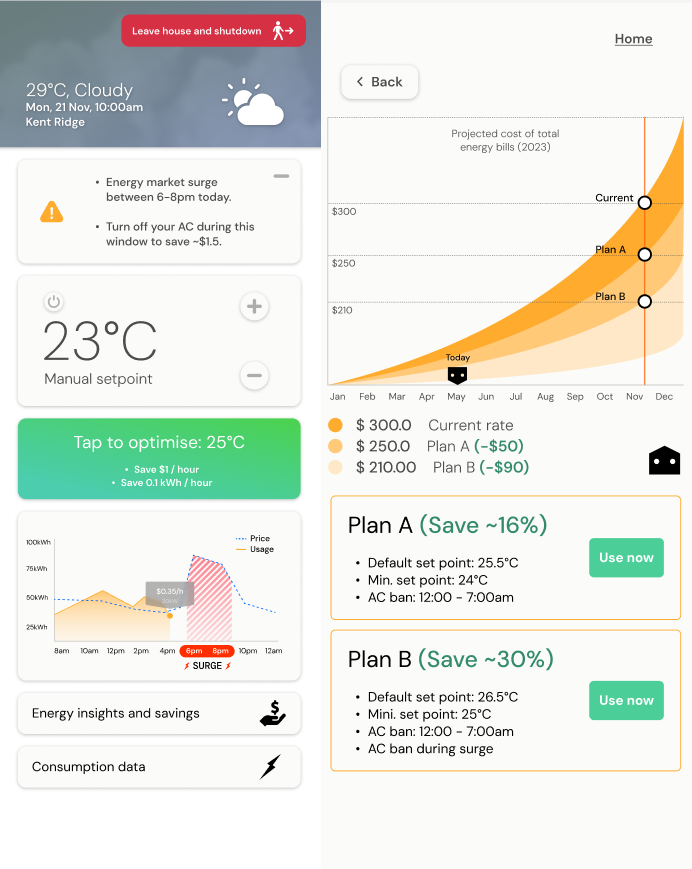 Leave house and shutdown
29°C, Cloudy
Mon, 21 Nov, 10:00am
Kent Ridge
• Energy market surge
between 6-8pm today.
• Turn off your AC during this
window to save ~$1.5.
23°C
Manual setpoint
Tap to optimise: 25°C
• Save $1 / hour
• Save 0.1 kWh / hour
Price
Usage
100kWh
75kWh
50kWh
25kWh
$0.35/h
8am 10am 12pm 2pm 4pm 6pm 8pm 10pm 12am
SURGE
Energy insights and savings
Consumption data
Home
Back
Projected cost of total
energy bills (2023)
Current
$300
Plan A
$250
Plan B
$210
Today
Jan Feb Mar Apr May Jun Jul Aug Sep Oct Nov Dec
$ 300.0 Current rate
$ 250.0 Plan A (-$50)
$ 210.00 Plan B (-$90)
Plan A (Save ~16%)
• Default set point: 25.5°C
• Min. set point: 24°C
• AC ban: 12:00 - 7:00am
Use now
Plan B (Save ~30%)
• Default set point: 26.5°C
• Mini. set point: 25°C
• AC ban: 12:00 - 7:00am
• AC ban during surge
Use now